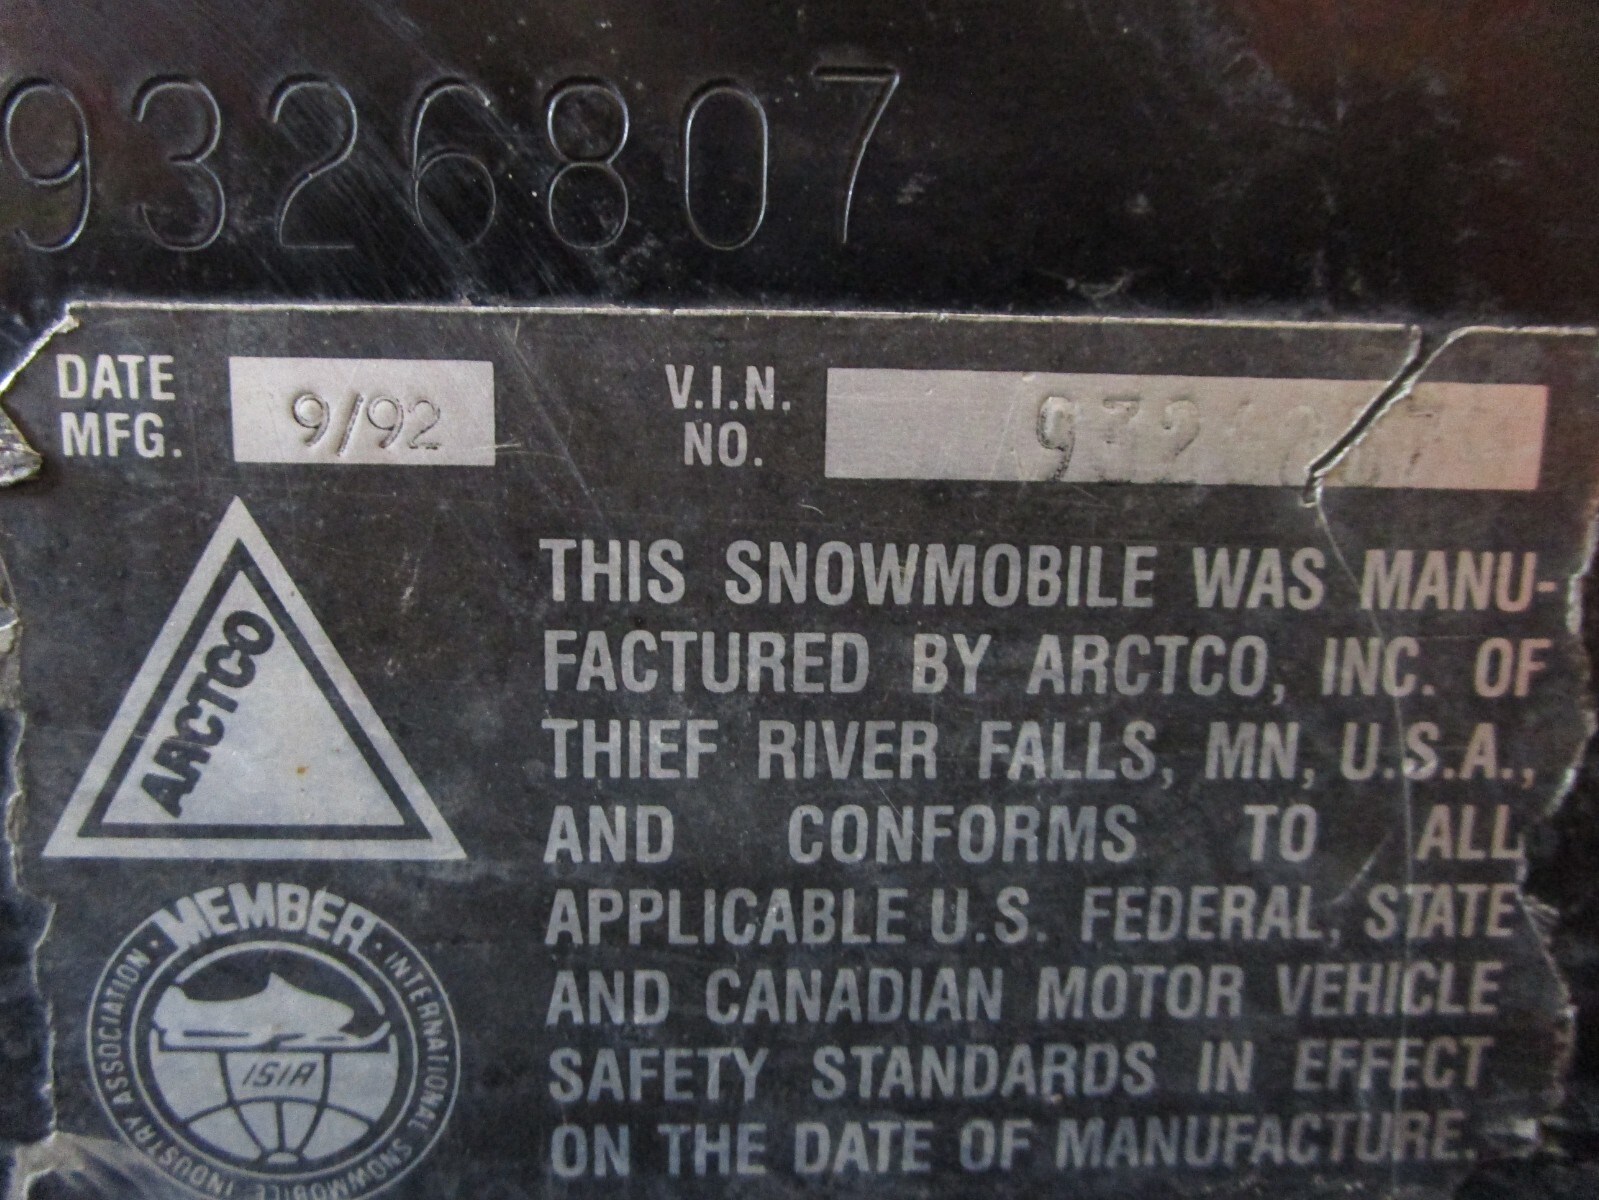 9326807
DATE MFG. 9/92
V.I.N. NO. 9326807
ARCTCO
THIS SNOWMOBILE WAS MANU-
FACTURED BY ARCTCO, INC. OF
THIEF RIVER FALLS, MN, U.S.A.,
AND CONFORMS TO ALL
APPLICABLE U.S. FEDERAL, STATE
AND CANADIAN MOTOR VEHICLE
SAFETY STANDARDS IN EFFECT
ON THE DATE OF MANUFACTURE.
MEMBER
INTERNATIONAL SNOWMOBILE INDUSTRY ASSOCIATION
ISIA